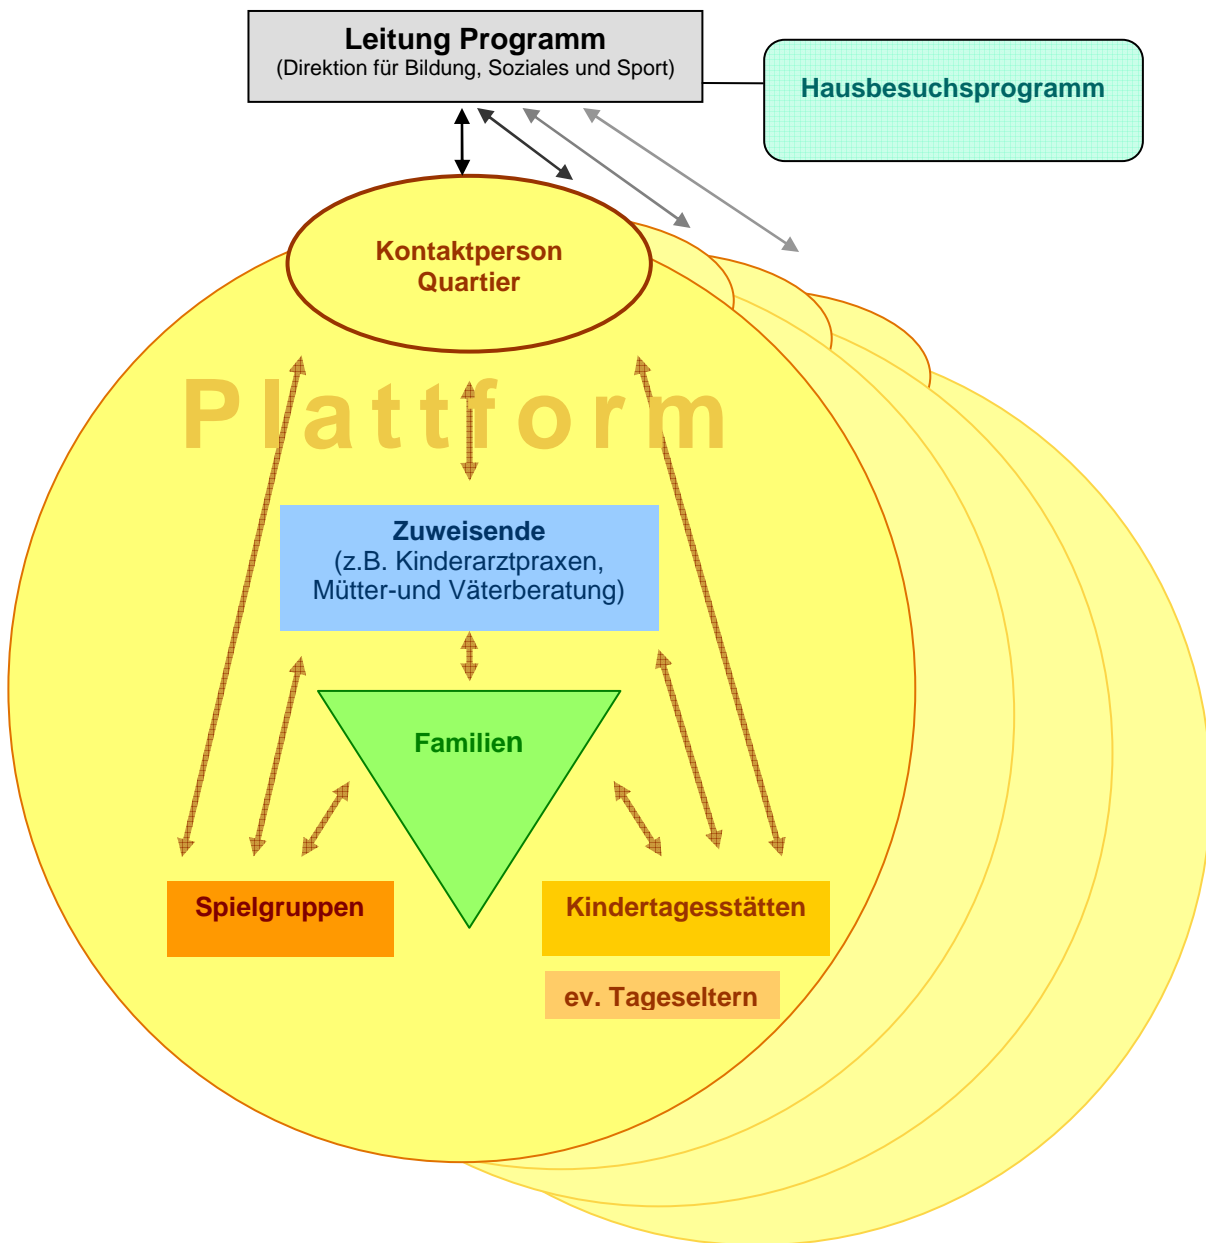 Leitung Programm
(Direktion für Bildung, Soziales und Sport)
Hausbesuchsprogramm
Kontaktperson
Quartier
Plattform
Zuweisende
(z.B. Kinderarztpraxen,
Mütter-und Väterberatung)
Familien
Spielgruppen
Kindertagesstätten
ev. Tageseltern